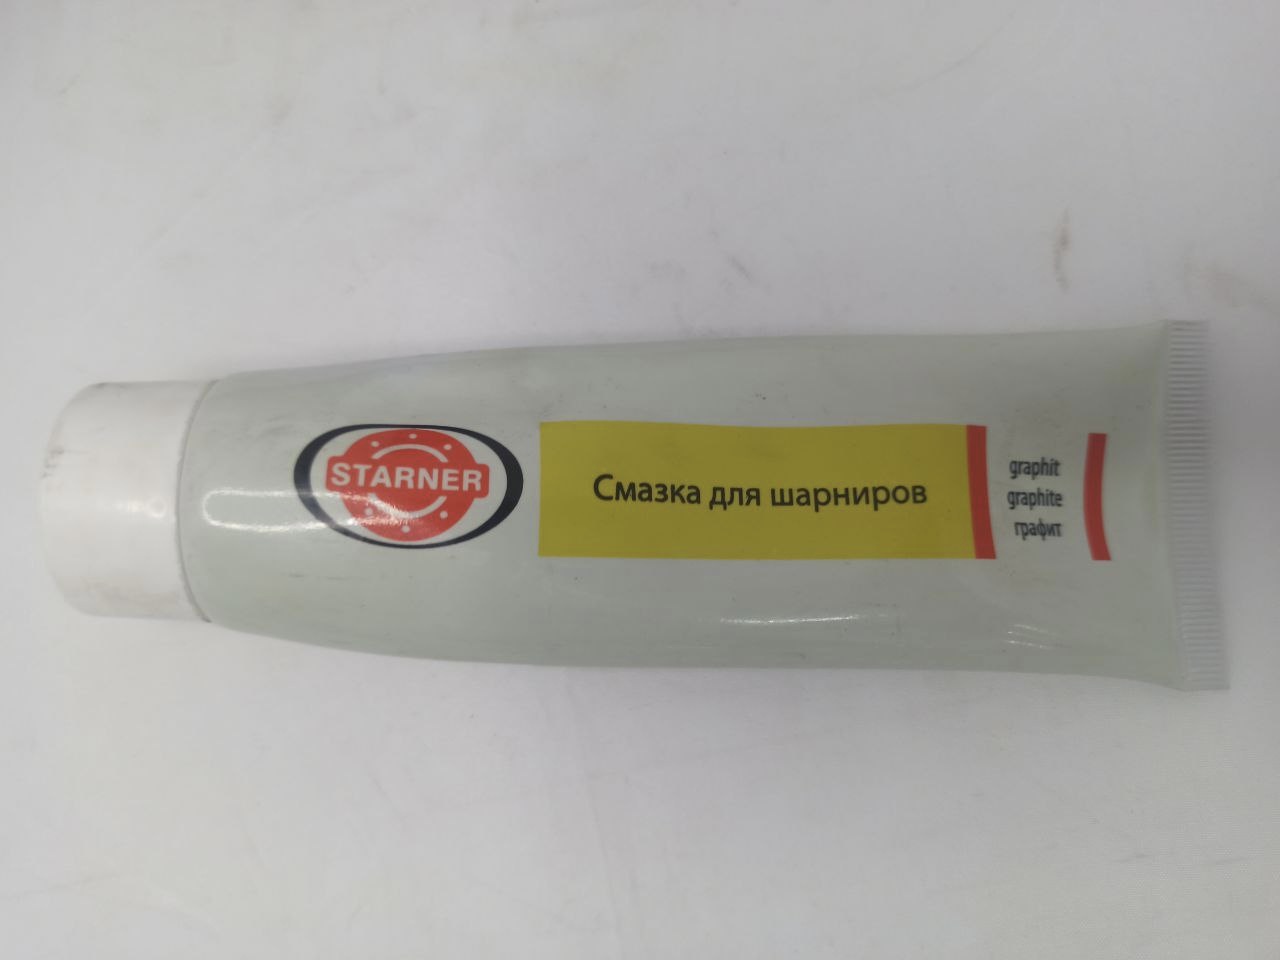 STARNER
Смазка для шарниров
graphit
graphite
графит